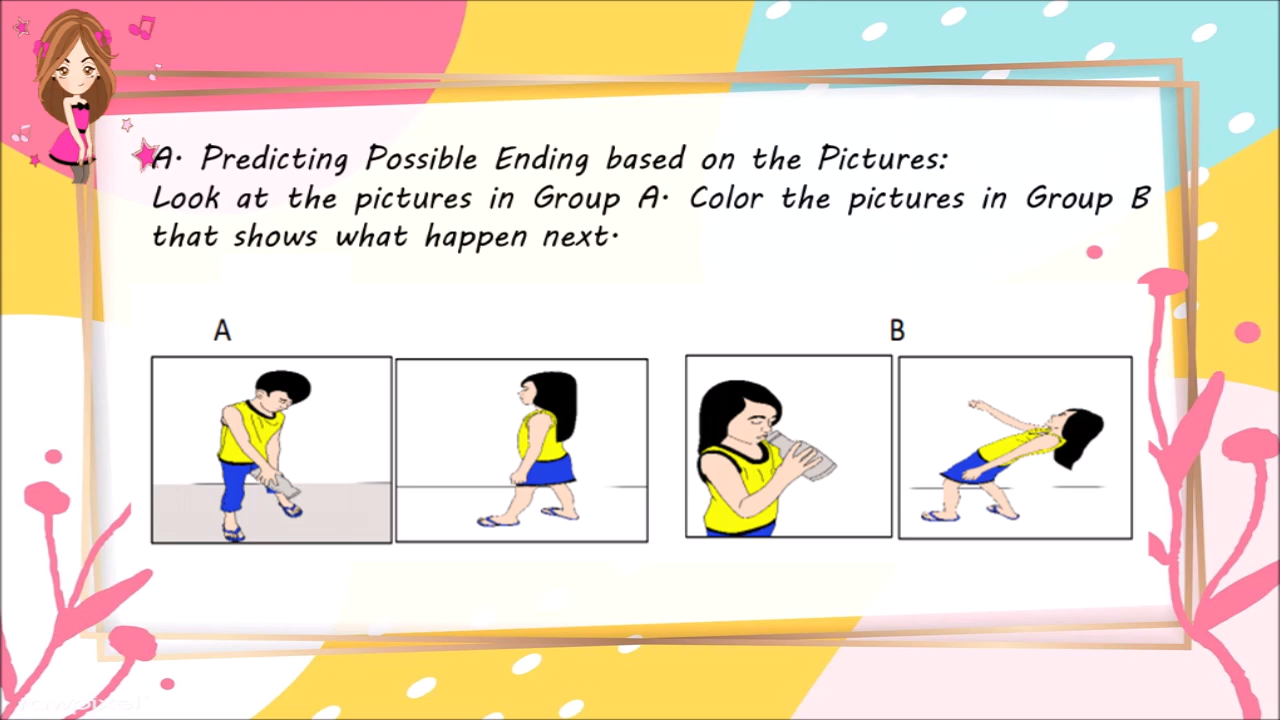 A. Predicting Possible Ending based on the Pictures:
Look at the pictures in Group A. Color the pictures in Group B
that shows what happen next.
A
B
rawpixel